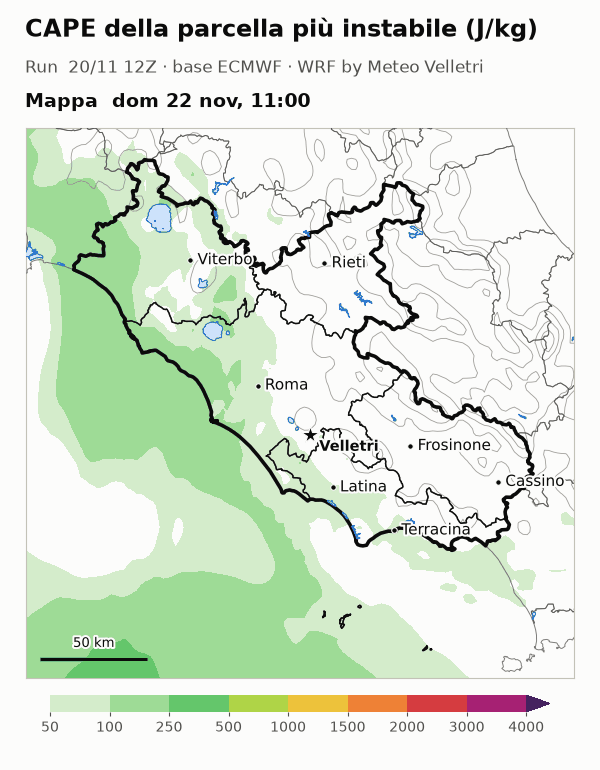 CAPE della parcella più instabile (J/kg)
Run  20/11 12Z · base ECMWF · WRF by Meteo Velletri
Mappa  dom 22 nov, 11:00
Viterbo
Rieti
Roma
Velletri
Frosinone
Cassino
Latina
Terracina
50 km
50 100 250 500 1000 1500 2000 3000 4000